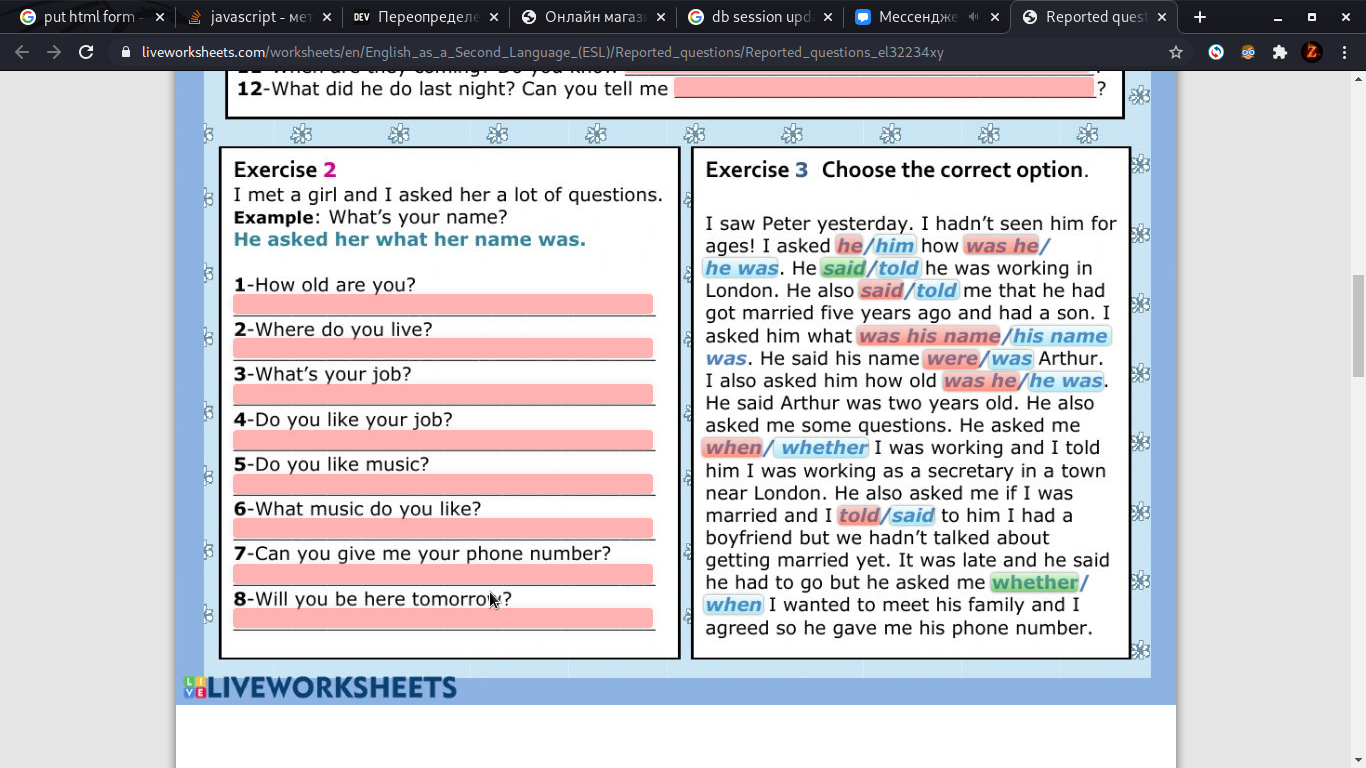 put html form -
javascript - мет
DEV Переопределе
Онлайн магаз
db session upd
Мессендже
Reported ques
liveworksheets.com/worksheets/en/English_as_a_Second_Language_(ESL)/Reported_questions/Reported_questions_el32234xy
12-What did he do last night? Can you tell me ?
Exercise 2
I met a girl and I asked her a lot of questions.
Example: What's your name?
He asked her what her name was.
1-How old are you?
2-Where do you live?
3-What's your job?
4-Do you like your job?
5-Do you like music?
6-What music do you like?
7-Can you give me your phone number?
8-Will you be here tomorrow?
Exercise 3 Choose the correct option.
I saw Peter yesterday. I hadn't seen him for
ages! I asked he/him how was he/
he was. He said/told he was working in
London. He also said/told me that he had
got married five years ago and had a son. I
asked him what was his name/his name
was. He said his name were/was Arthur.
I also asked him how old was he/he was.
He said Arthur was two years old. He also
asked me some questions. He asked me
when/ whether I was working and I told
him I was working as a secretary in a town
near London. He also asked me if I was
married and I told/said to him I had a
boyfriend but we hadn't talked about
getting married yet. It was late and he said
he had to go but he asked me whether/
when I wanted to meet his family and I
agreed so he gave me his phone number.
LIVE LIVEWORKSHEETS